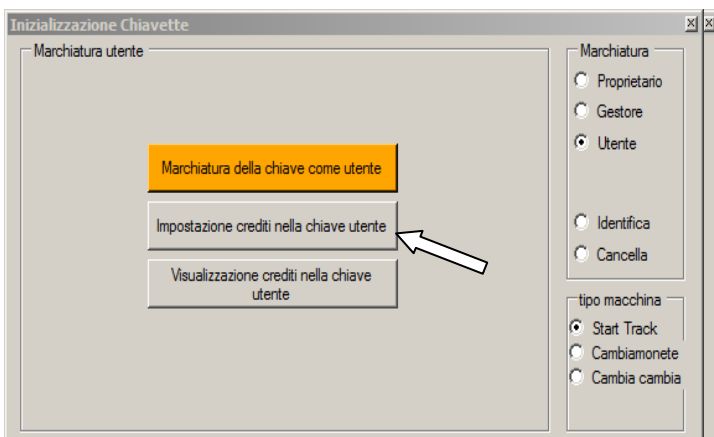 Inizializzazione Chiavette
Marchiatura utente
Marchiatura della chiave come utente
Impostazione crediti nella chiave utente
Visualizzazione crediti nella chiave
utente
Marchiatura
Proprietario
Gestore
Utente
Identifica
Cancella
tipo macchina
Start Track
Cambiamonete
Cambia cambia